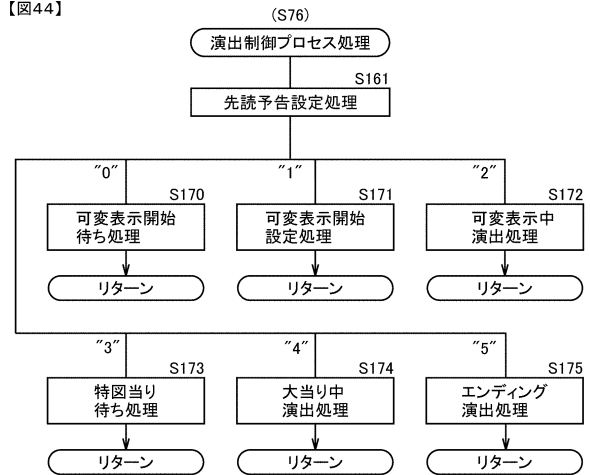 【図44】
(S76)
演出制御プロセス処理
S161
先読予告設定処理
"0"
"1"
"2"
S170
S171
S172
可変表示開始
待ち処理
可変表示開始
設定処理
可変表示中
演出処理
リターン
リターン
リターン
"3"
"4"
"5"
S173
S174
S175
特図当り
待ち処理
大当り中
演出処理
エンディング
演出処理
リターン
リターン
リターン